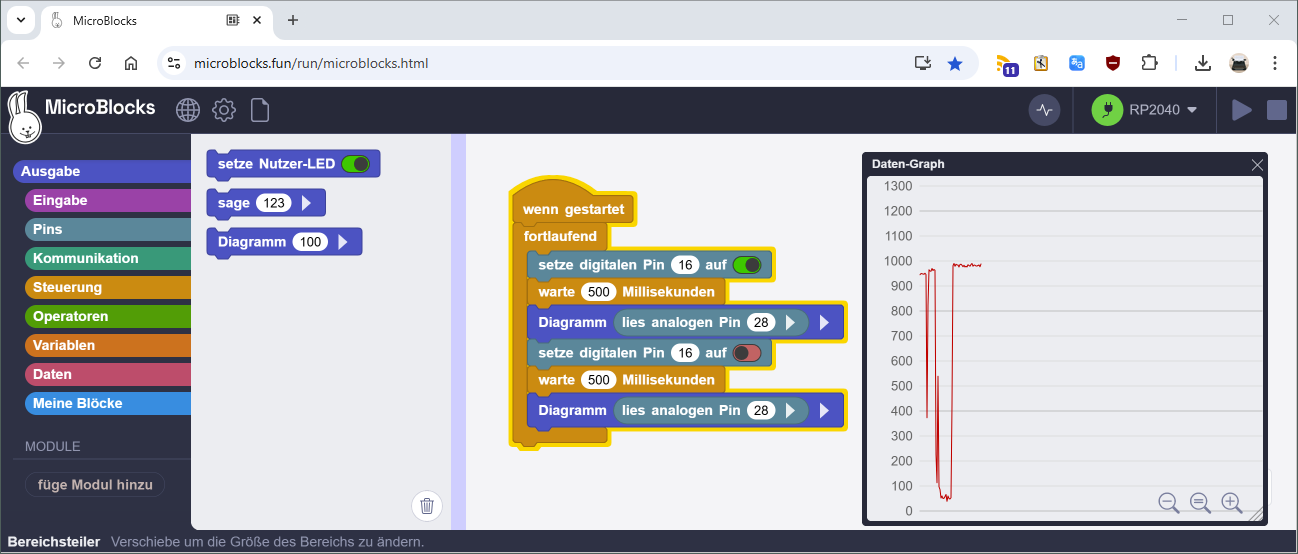 MicroBlocks
microblocks.fun/run/microblocks.html
11
MicroBlocks
RP2040
Ausgabe
Eingabe
Pins
Kommunikation
Steuerung
Operatoren
Variablen
Daten
Meine Blöcke
MODULE
füge Modul hinzu
setze Nutzer-LED
sage 123
Diagramm 100
wenn gestartet
fortlaufend
setze digitalen Pin 16 auf
warte 500 Millisekunden
Diagramm lies analogen Pin 28
setze digitalen Pin 16 auf
warte 500 Millisekunden
Diagramm lies analogen Pin 28
Daten-Graph
1300
1200
1100
1000
900
800
700
600
500
400
300
200
100
0
Bereichsteiler Verschiebe um die Größe des Bereichs zu ändern.